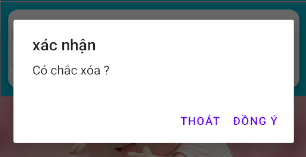 xác nhận
Có chắc xóa ?
THOÁT ĐỒNG Ý